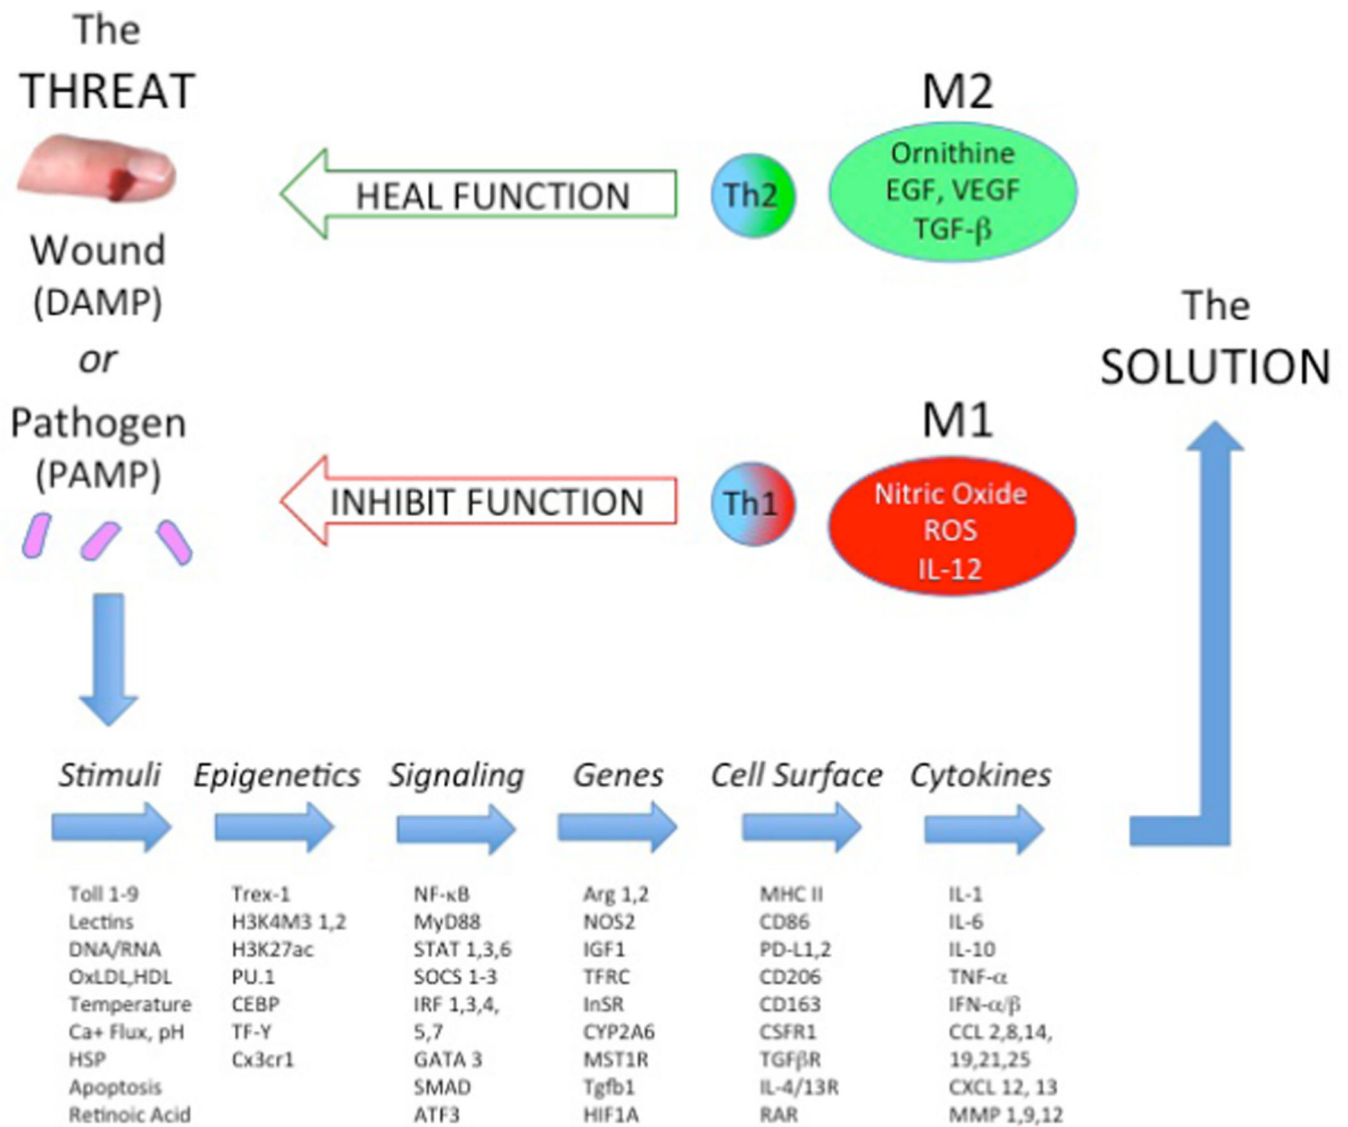 The
THREAT
Wound
(DAMP)
or
Pathogen
(PAMP)
HEAL FUNCTION
Th2
M2
Ornithine
EGF, VEGF
TGF-β
INHIBIT FUNCTION
Th1
M1
Nitric Oxide
ROS
IL-12
The
SOLUTION
Stimuli
Toll 1-9
Lectins
DNA/RNA
OxLDL,HDL
Temperature
Ca+ Flux, pH
HSP
Apoptosis
Retinoic Acid
Epigenetics
Trex-1
H3K4M3 1,2
H3K27ac
PU.1
CEBP
TF-Y
Cx3cr1
Signaling
NF-κB
MyD88
STAT 1,3,6
SOCS 1-3
IRF 1,3,4,
5,7
GATA 3
SMAD
ATF3
Genes
Arg 1,2
NOS2
IGF1
TFRC
InSR
CYP2A6
MST1R
Tgfb1
HIF1A
Cell Surface
MHC II
CD86
PD-L1,2
CD206
CD163
CSFR1
TGFβR
IL-4/13R
RAR
Cytokines
IL-1
IL-6
IL-10
TNF-α
IFN-α/β
CCL 2,8,14,
19,21,25
CXCL 12, 13
MMP 1,9,12